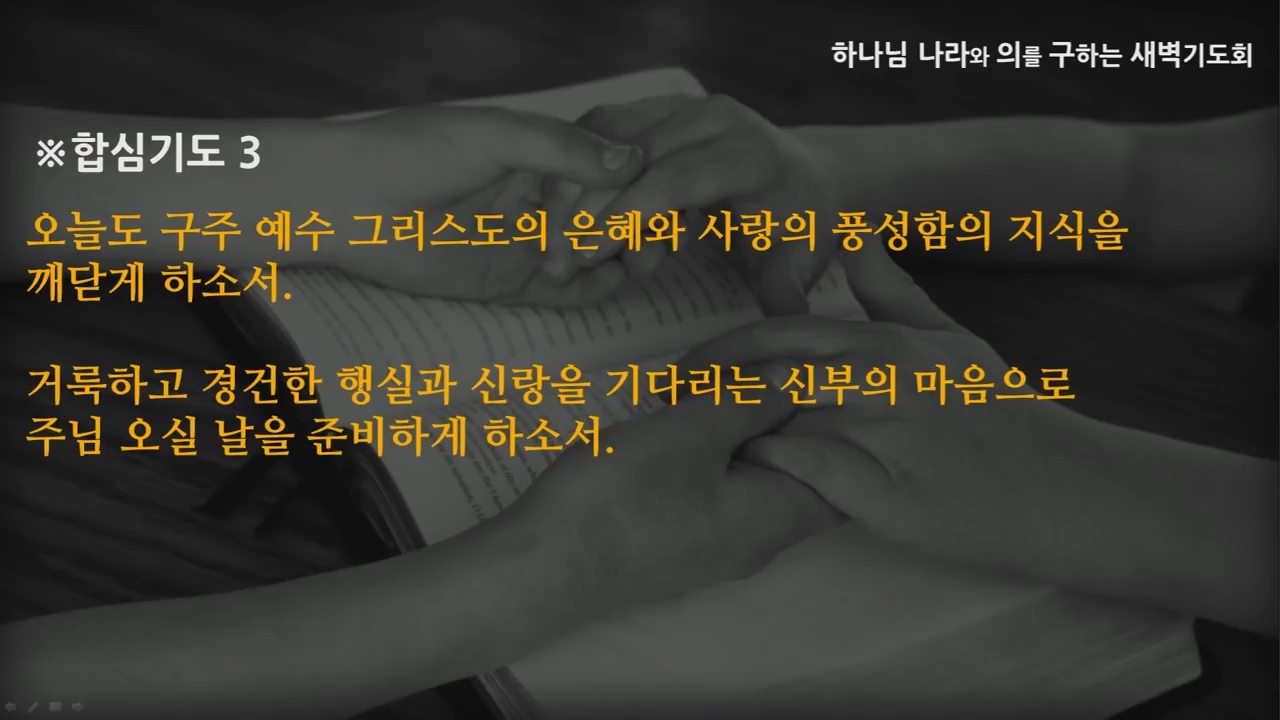 하나님 나라와 의를 구하는 새벽기도회
※합심기도 3
오늘도 구주 예수 그리스도의 은혜와 사랑의 풍성함의 지식을
깨닫게 하소서.
거룩하고 경건한 행실과 신랑을 기다리는 신부의 마음으로
주님 오실 날을 준비하게 하소서.